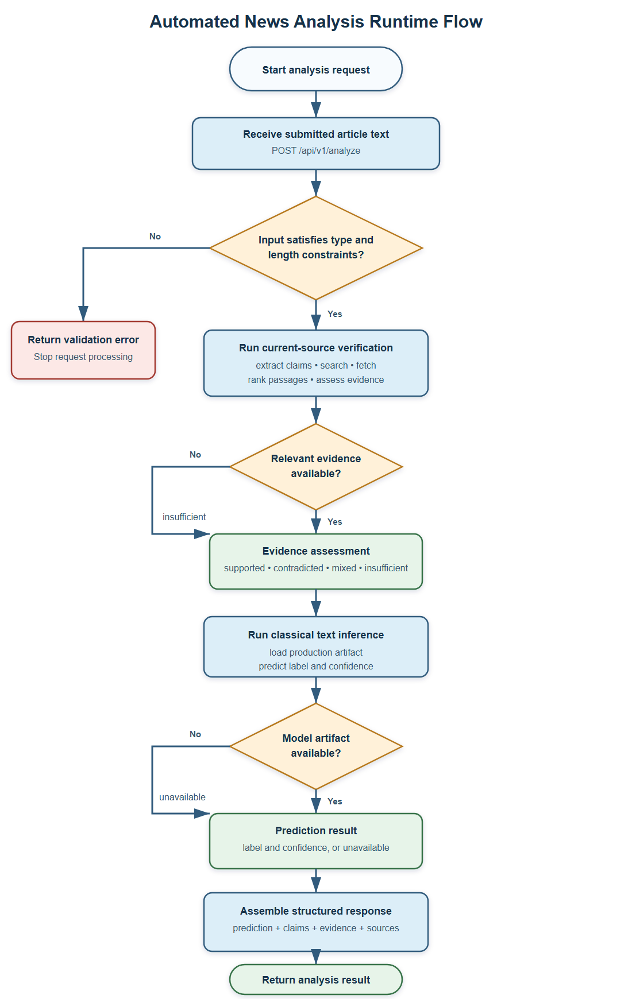 Automated News Analysis Runtime Flow
Start analysis request
Receive submitted article text
POST /api/v1/analyze
Input satisfies type and
length constraints?
No
Yes
Return validation error
Stop request processing
Run current-source verification
extract claims • search • fetch
rank passages • assess evidence
Relevant evidence
available?
No
insufficient
Yes
Evidence assessment
supported • contradicted • mixed • insufficient
Run classical text inference
load production artifact
predict label and confidence
Model artifact
available?
No
unavailable
Yes
Prediction result
label and confidence, or unavailable
Assemble structured response
prediction + claims + evidence + sources
Return analysis result